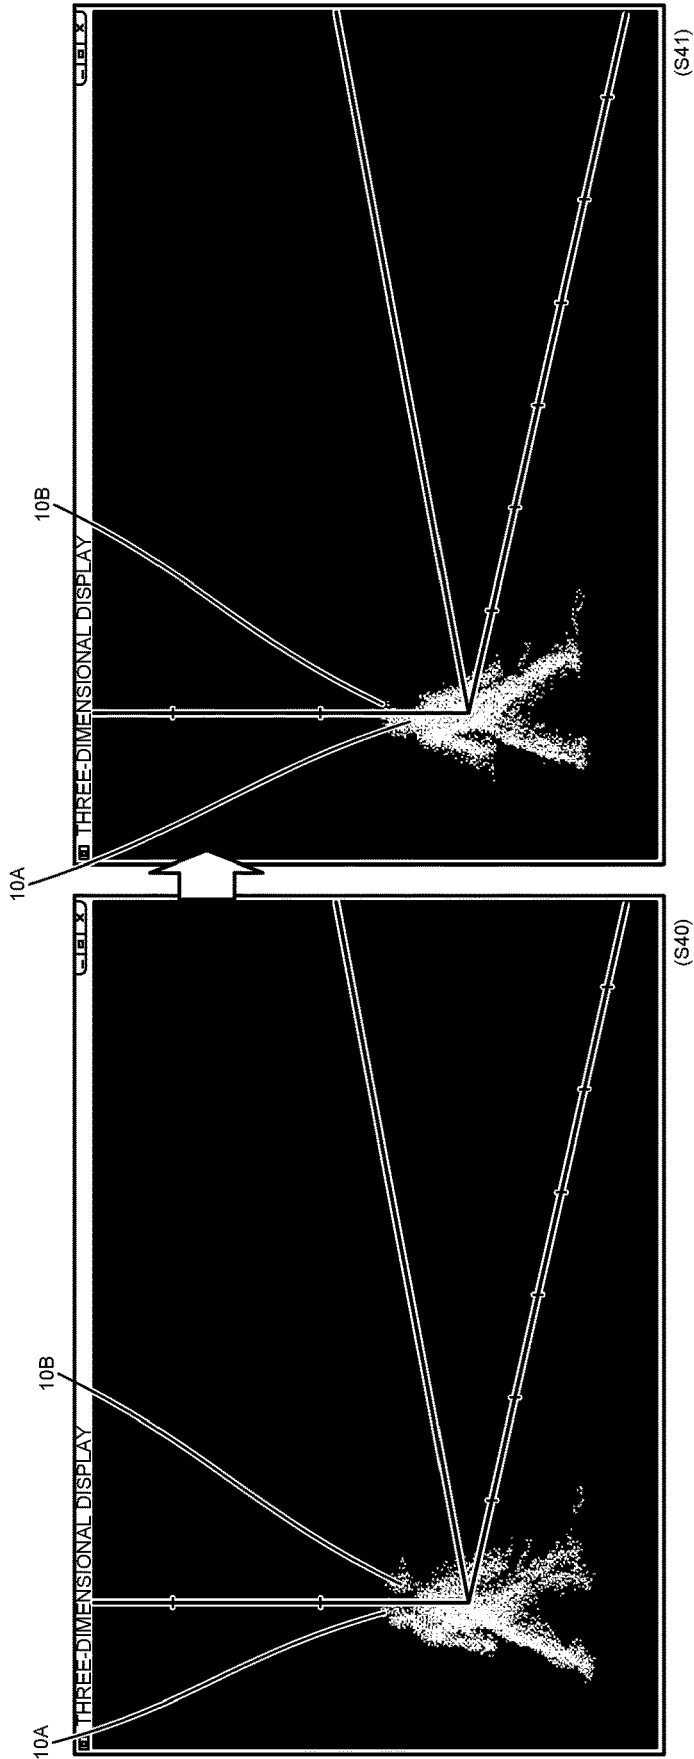 THREE-DIMENSIONAL DISPLAY
10A
10B
(S40)
THREE-DIMENSIONAL DISPLAY
10A
10B
(S41)